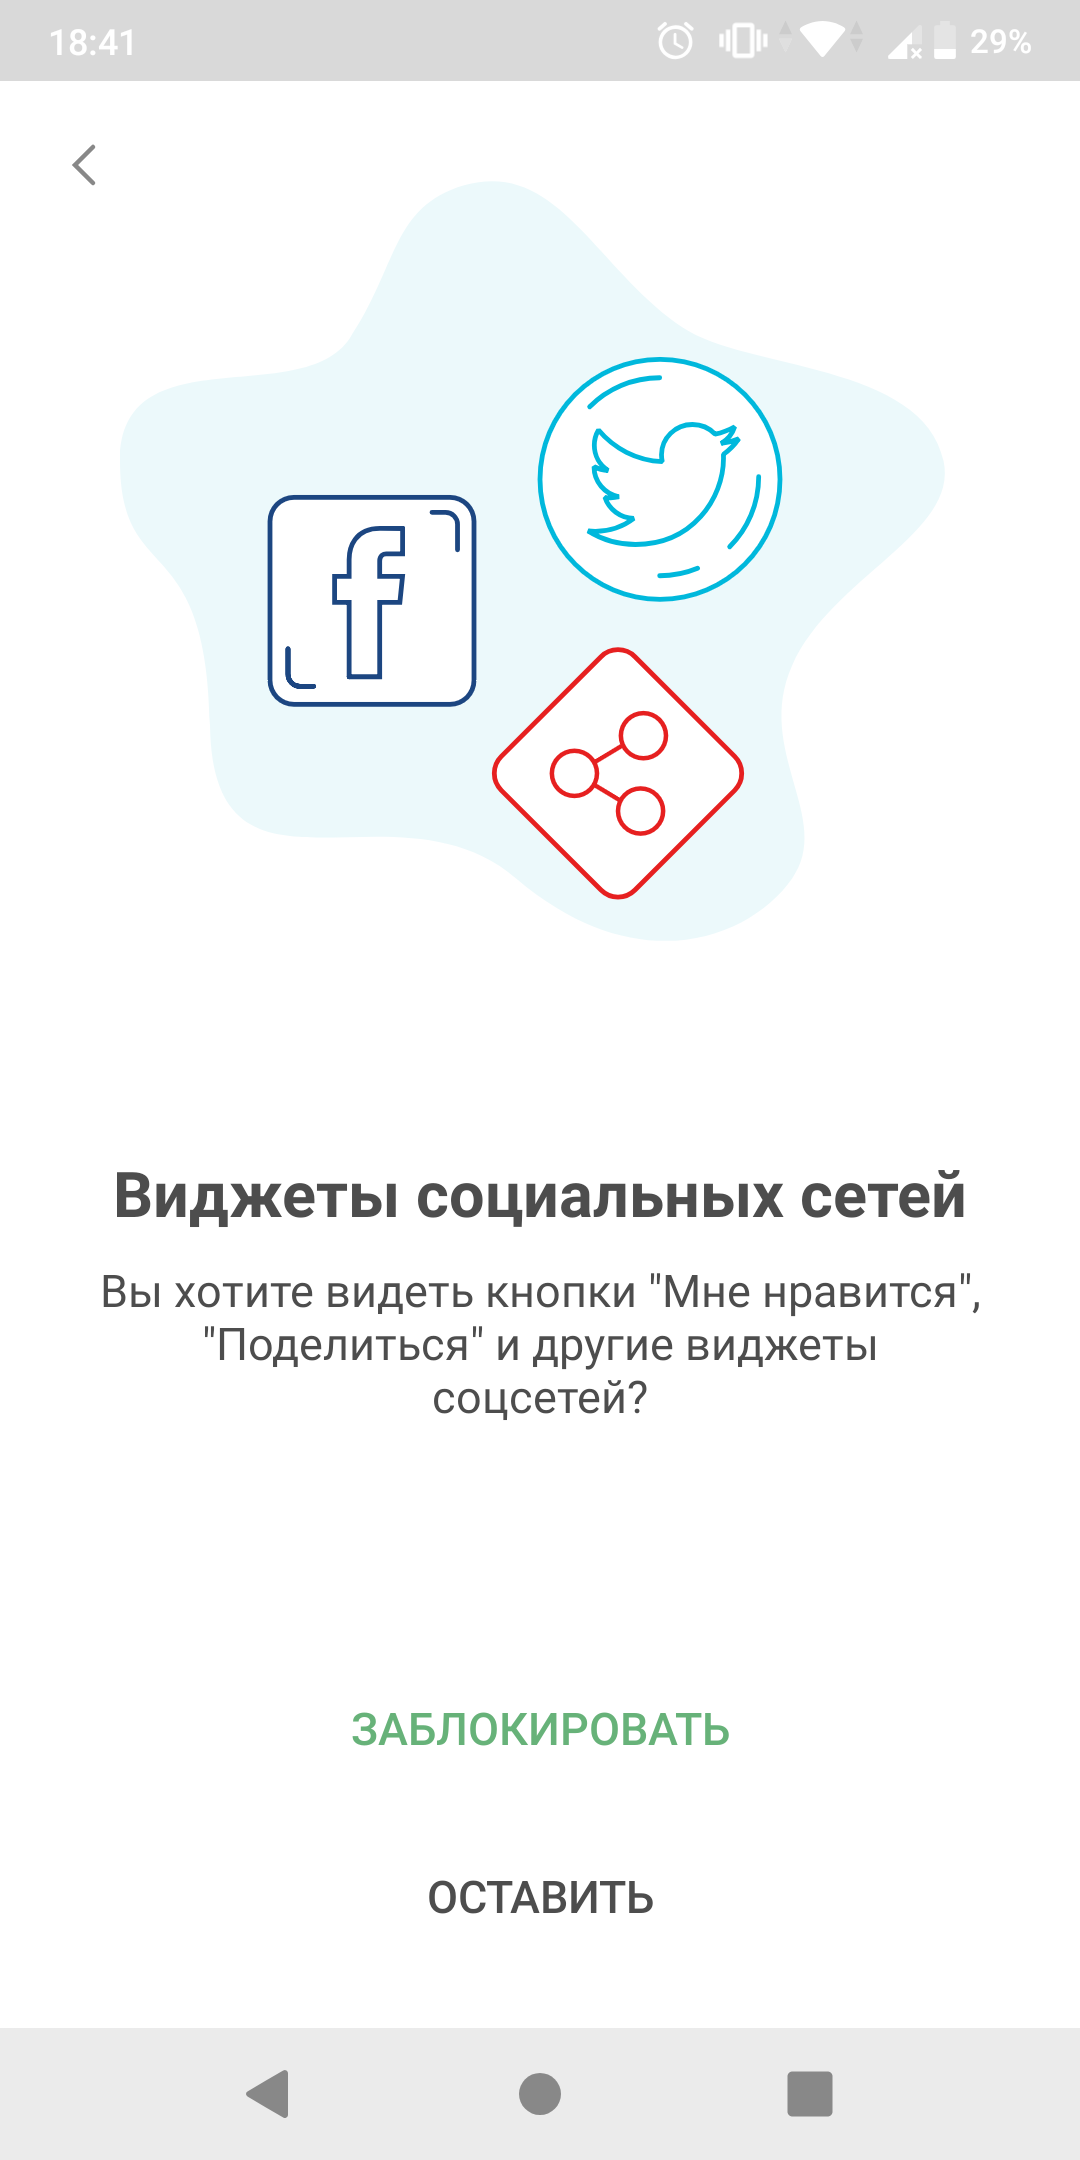 18:41
29%
Виджеты социальных сетей
Вы хотите видеть кнопки "Мне нравится",
"Поделиться" и другие виджеты
соцсетей?
ЗАБЛОКИРОВАТЬ
ОСТАВИТЬ